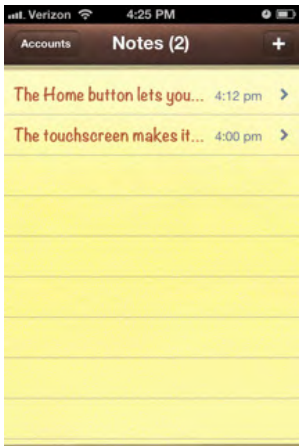 Verizon 4:25 PM
Accounts Notes (2) +
The Home button lets you... 4:12 pm >
The touchscreen makes it... 4:00 pm >